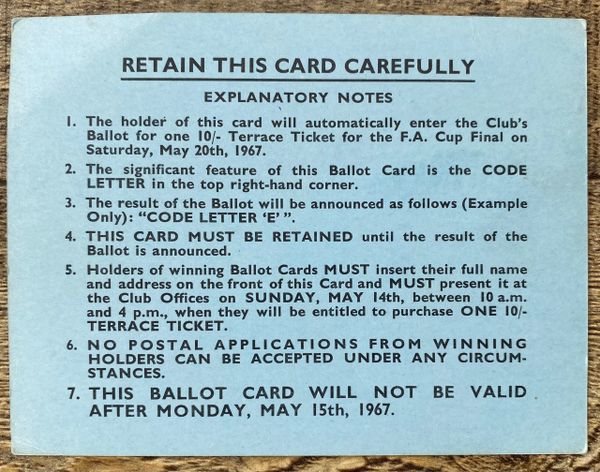 RETAIN THIS CARD CAREFULLY
EXPLANATORY NOTES
1. The holder of this card will automatically enter the Club's
Ballot for one 10/- Terrace Ticket for the F.A. Cup Final on
Saturday, May 20th, 1967.
2. The significant feature of this Ballot Card is the CODE
LETTER in the top right-hand corner.
3. The result of the Ballot will be announced as follows (Example
Only): “CODE LETTER ‘E’ ”.
4. THIS CARD MUST BE RETAINED until the result of the
Ballot is announced.
5. Holders of winning Ballot Cards MUST insert their full name
and address on the front of this Card and MUST present it at
the Club Offices on SUNDAY, MAY 14th, between 10 a.m.
and 4 p.m., when they will be entitled to purchase ONE 10/-
TERRACE TICKET.
6. NO POSTAL APPLICATIONS FROM WINNING
HOLDERS CAN BE ACCEPTED UNDER ANY CIRCUM-
STANCES.
7. THIS BALLOT CARD WILL NOT BE VALID
AFTER MONDAY, MAY 15th, 1967.